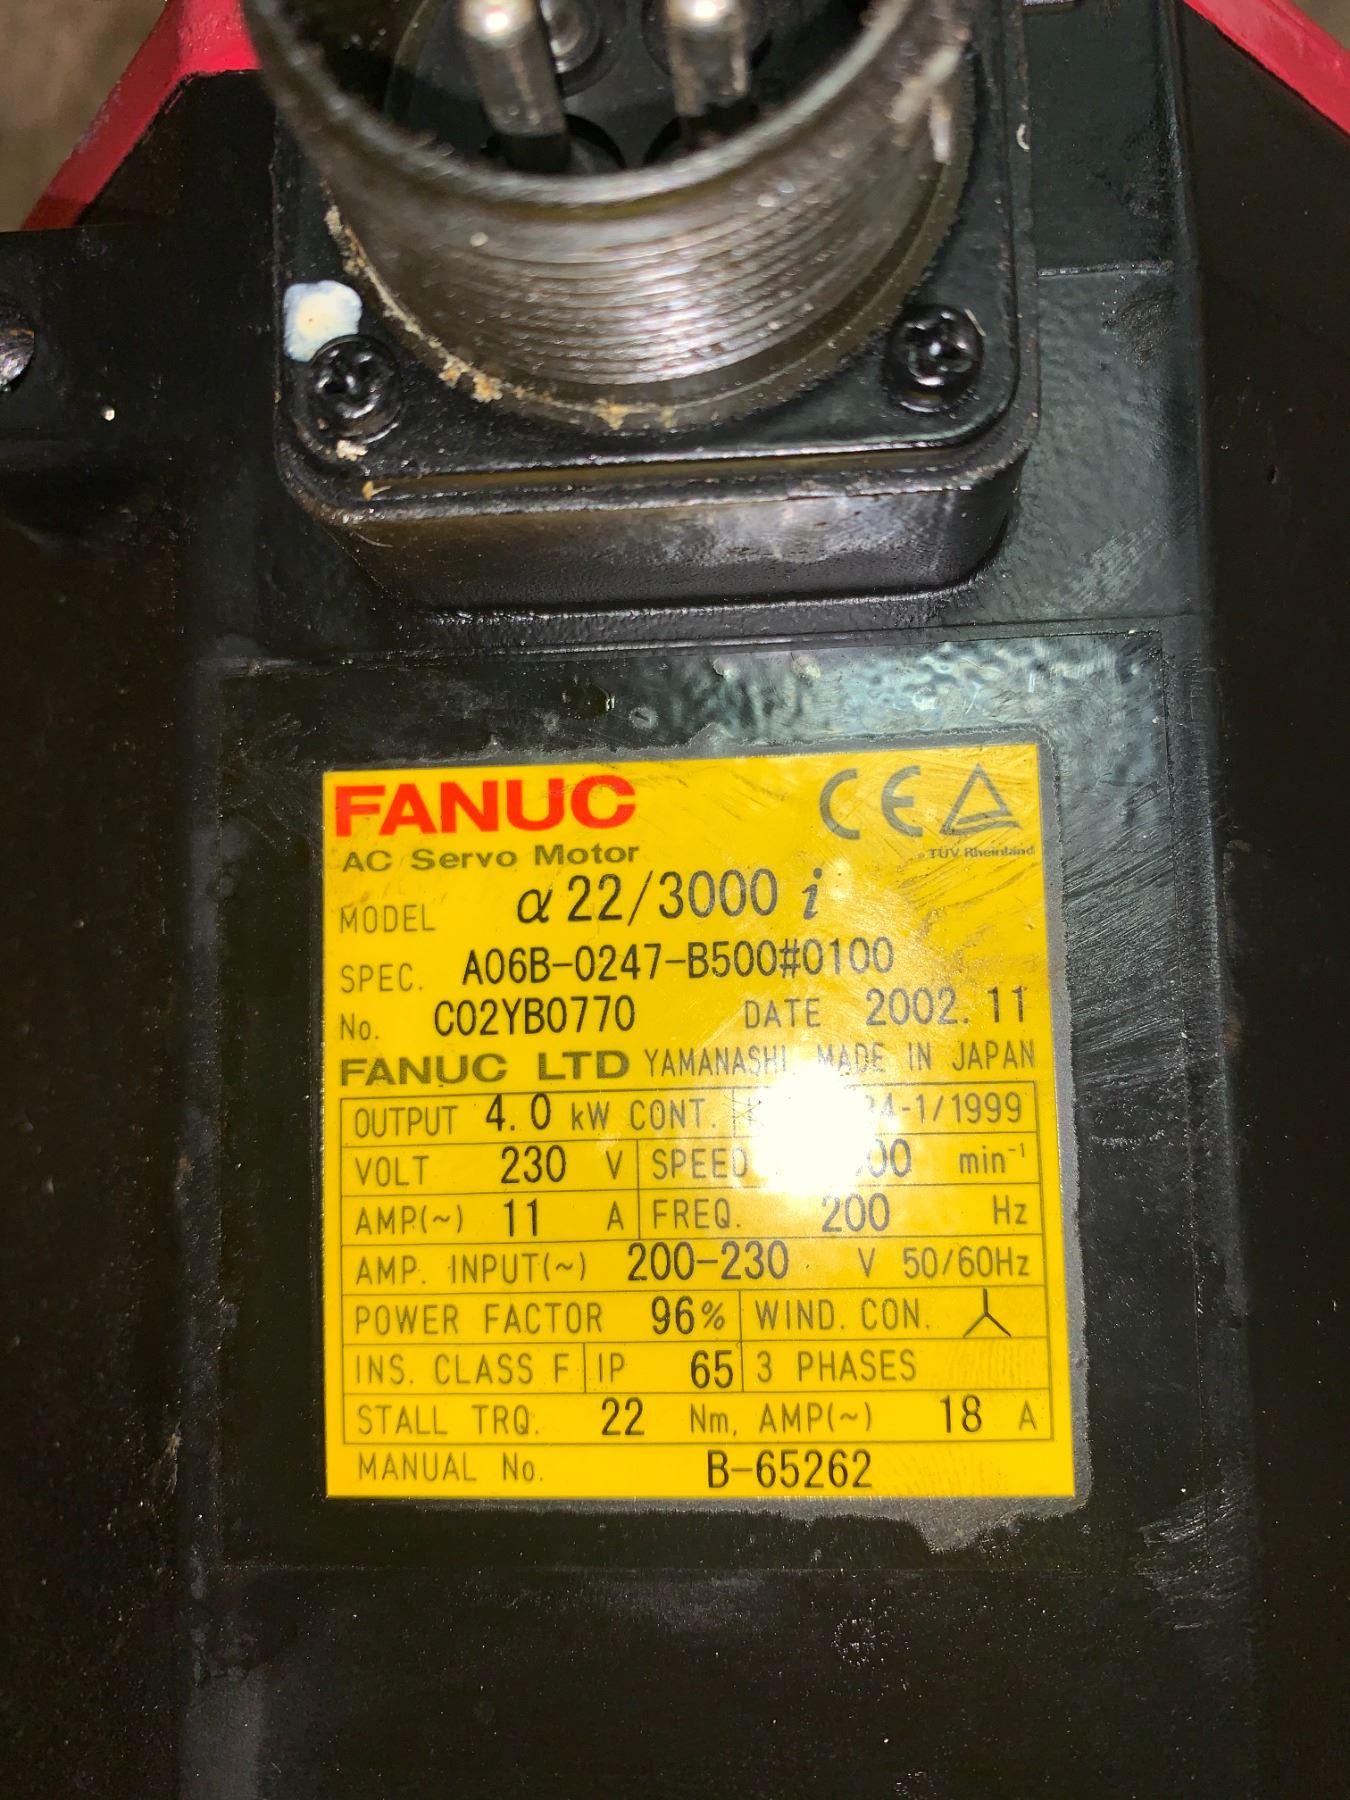 FANUC CE
AC Servo Motor TÜV Rheinland
MODEL α22/3000 i
SPEC. A06B-0247-B500#0100
No. C02YB0770 DATE 2002.11
FANUC LTD YAMANASHI MADE IN JAPAN
OUTPUT 4.0 kW CONT.
VOLT 230 V SPEED min⁻¹
AMP(~) 11 A FREQ. 200 Hz
AMP. INPUT(~) 200-230 V 50/60Hz
POWER FACTOR 96% WIND. CON.
INS. CLASS F IP 65 3 PHASES
STALL TRQ. 22 Nm, AMP(~) 18 A
MANUAL No. B-65262